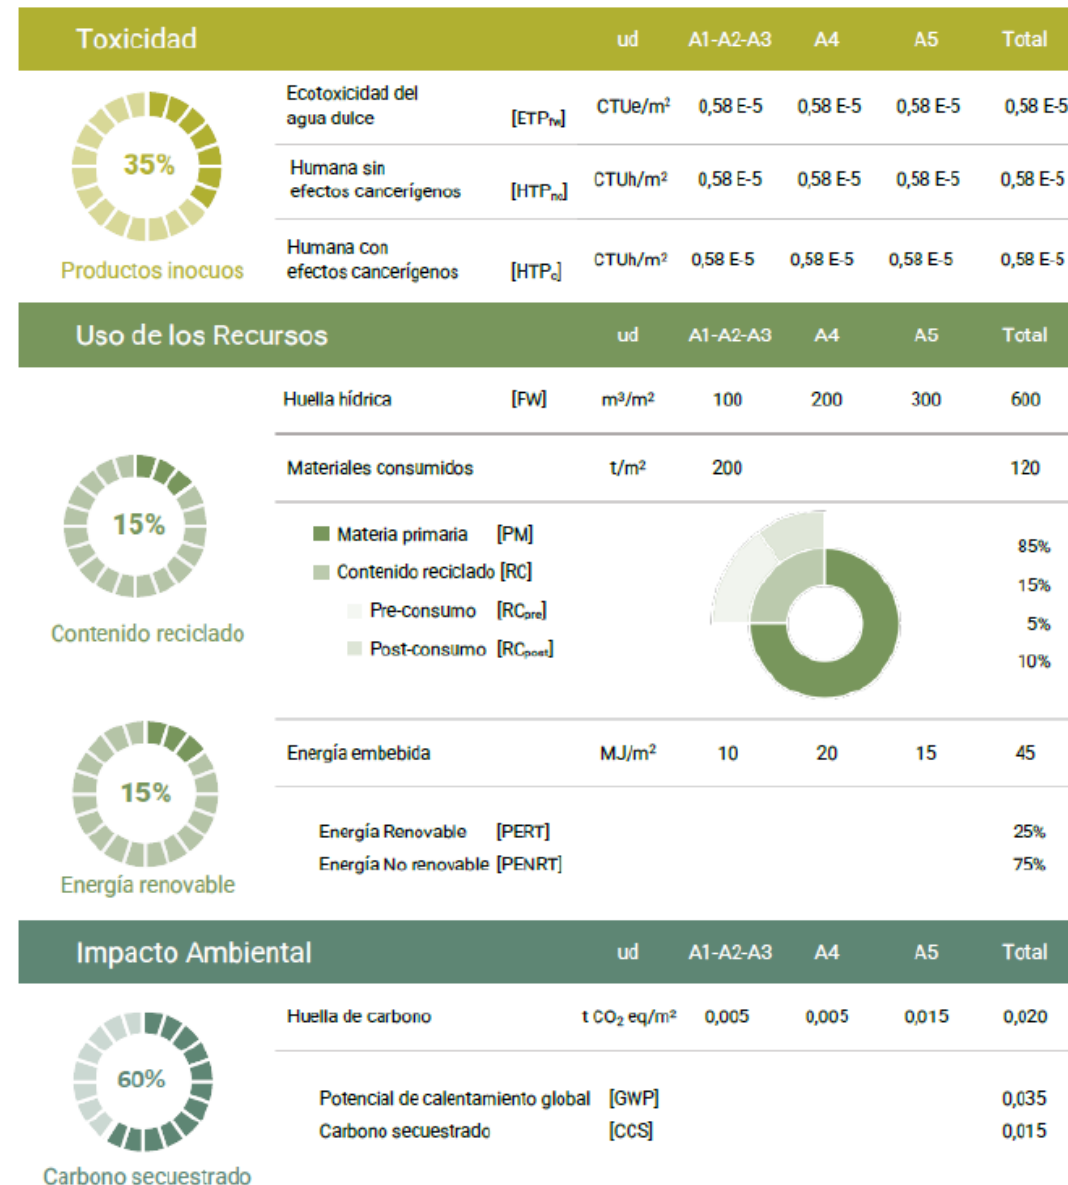 Toxicidad ud A1-A2-A3 A4 A5 Total
35%
Productos inocuos
Ecotoxicidad del
agua dulce [ETPfw] CTUe/m² 0,58 E-5 0,58 E-5 0,58 E-5 0,58 E-5
Humana sin
efectos cancerígenos [HTPnc] CTUh/m² 0,58 E-5 0,58 E-5 0,58 E-5 0,58 E-5
Humana con
efectos cancerígenos [HTPc] CTUh/m² 0,58 E-5 0,58 E-5 0,58 E-5 0,58 E-5
Uso de los Recursos ud A1-A2-A3 A4 A5 Total
Huella hídrica [FW] m³/m² 100 200 300 600
Materiales consumidos t/m² 200 120
15%
Contenido reciclado
Materia primaria [PM] 85%
Contenido reciclado [RC] 15%
Pre-consumo [RCpre] 5%
Post-consumo [RCpost] 10%
15%
Energía renovable
Energía embebida MJ/m² 10 20 15 45
Energía Renovable [PERT] 25%
Energía No renovable [PENRT] 75%
Impacto Ambiental ud A1-A2-A3 A4 A5 Total
60%
Carbono secuestrado
Huella de carbono t CO₂ eq/m² 0,005 0,005 0,015 0,020
Potencial de calentamiento global [GWP] 0,035
Carbono secuestrado [CCS] 0,015